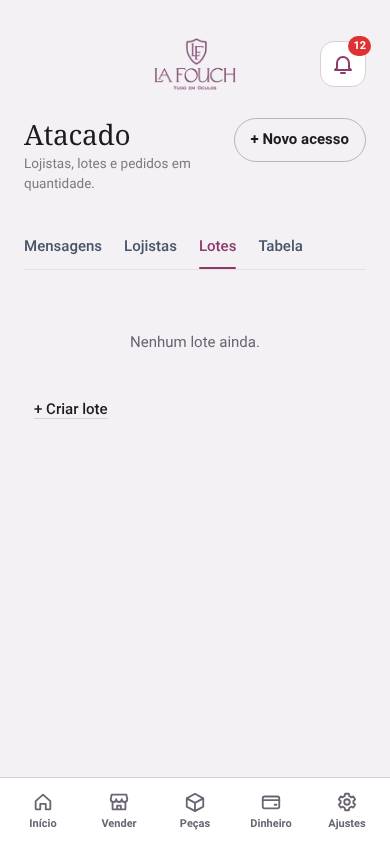 LF
LA FOUCH
TUDO EM ÓCULOS
12
Atacado
+ Novo acesso
Lojistas, lotes e pedidos em
quantidade.
Mensagens Lojistas Lotes Tabela
Nenhum lote ainda.
+ Criar lote
Início Vender Peças Dinheiro Ajustes